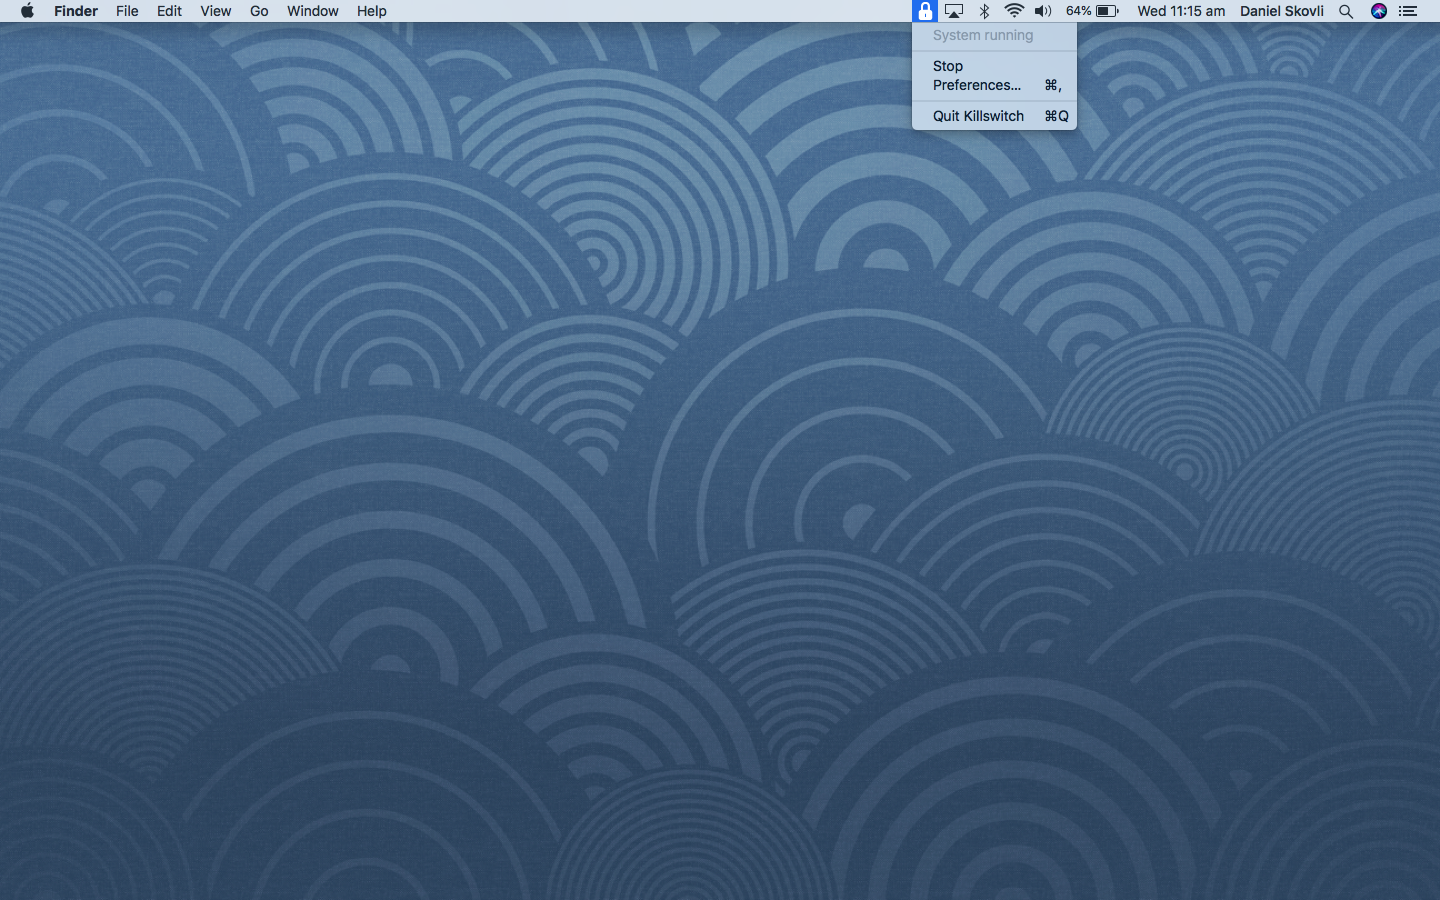 Finder File Edit View Go Window Help 64% Wed 11:15 am Daniel Skovli
System running
Stop
Preferences... ⌘,
Quit Killswitch ⌘Q